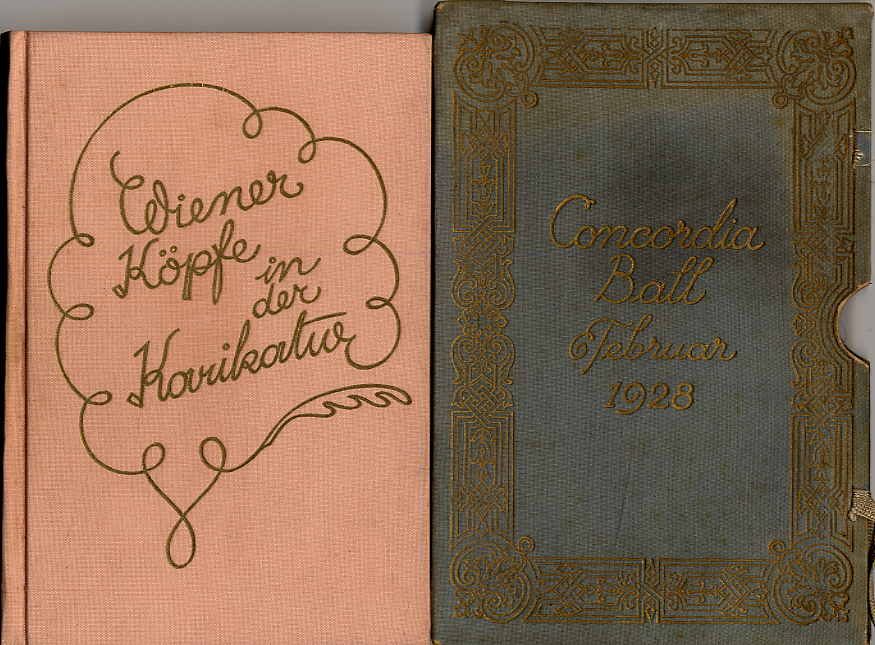 Wiener
Köpfe
in
der
Karikatur
Concordia
Ball
Februar
1928